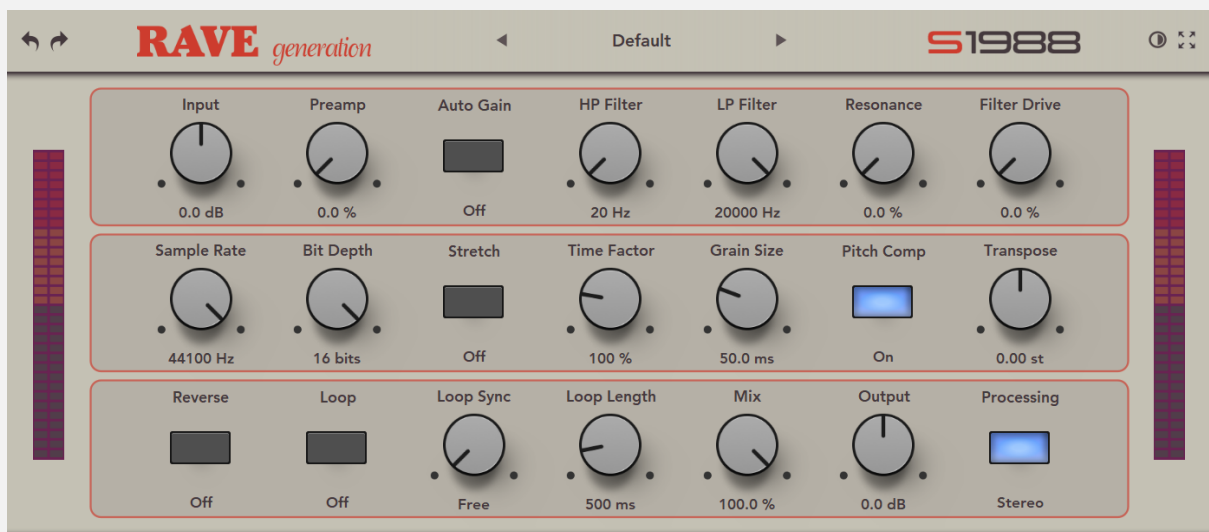 RAVE generation
Default
S1988
Input Preamp Auto Gain HP Filter LP Filter Resonance Filter Drive
0.0 dB 0.0 % Off 20 Hz 20000 Hz 0.0 % 0.0 %
Sample Rate Bit Depth Stretch Time Factor Grain Size Pitch Comp Transpose
44100 Hz 16 bits Off 100 % 50.0 ms On 0.00 st
Reverse Loop Loop Sync Loop Length Mix Output Processing
Off Off Free 500 ms 100.0 % 0.0 dB Stereo